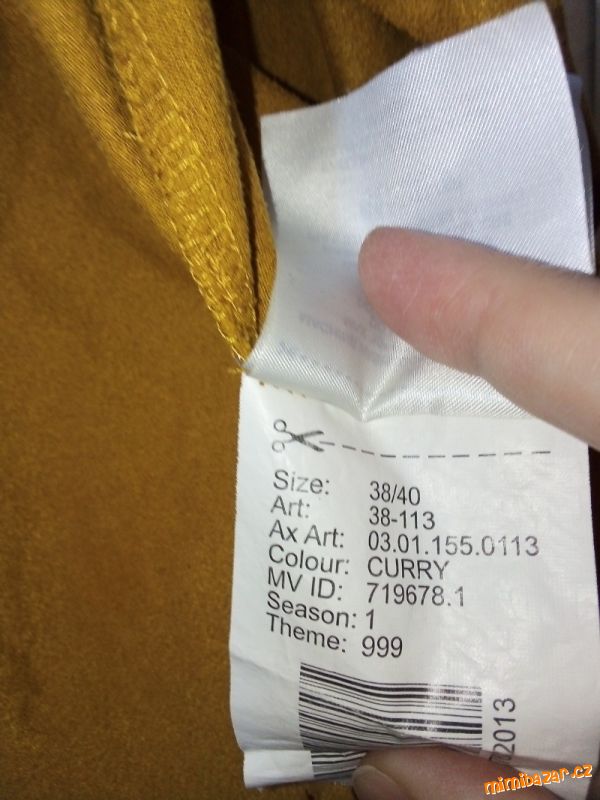 Size: 38/40
Art: 38-113
Ax Art: 03.01.155.0113
Colour: CURRY
MV ID: 719678.1
Season: 1
Theme: 999
2013
mimibazar.cz